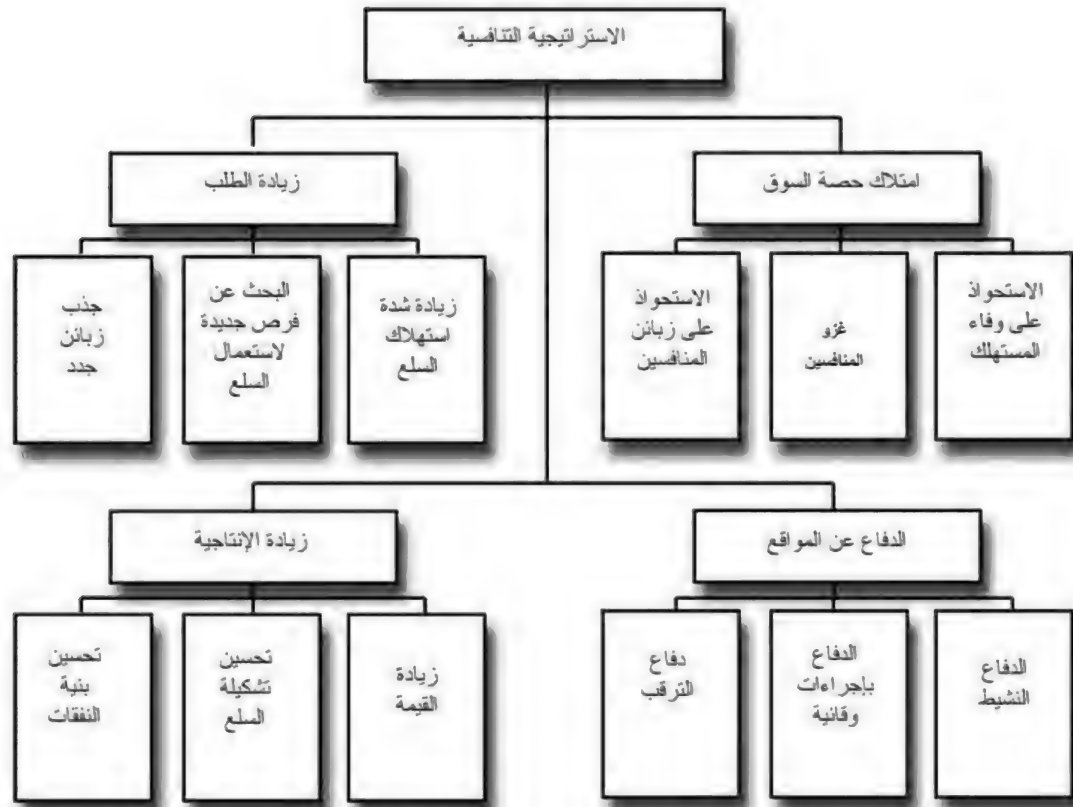 الاستراتيجية التنافسية
امتلاك حصة السوق
زيادة الطلب
الاستحواذ
على وفاء
المستهلك
غزو
المنافسين
الاستحواذ
على زبائن
المنافسين
زيادة شدة
استهلاك
السلع
البحث عن
فرص جديدة
لاستعمال
السلع
جذب
زبائن
جدد
الدفاع عن المواقع
زيادة الإنتاجية
الدفاع
النشيط
الدفاع
بإجراءات
وقائية
دفاع
الترقب
زيادة
القيمة
تحسين
تشكيلة
السلع
تحسين
بنية
النفقات